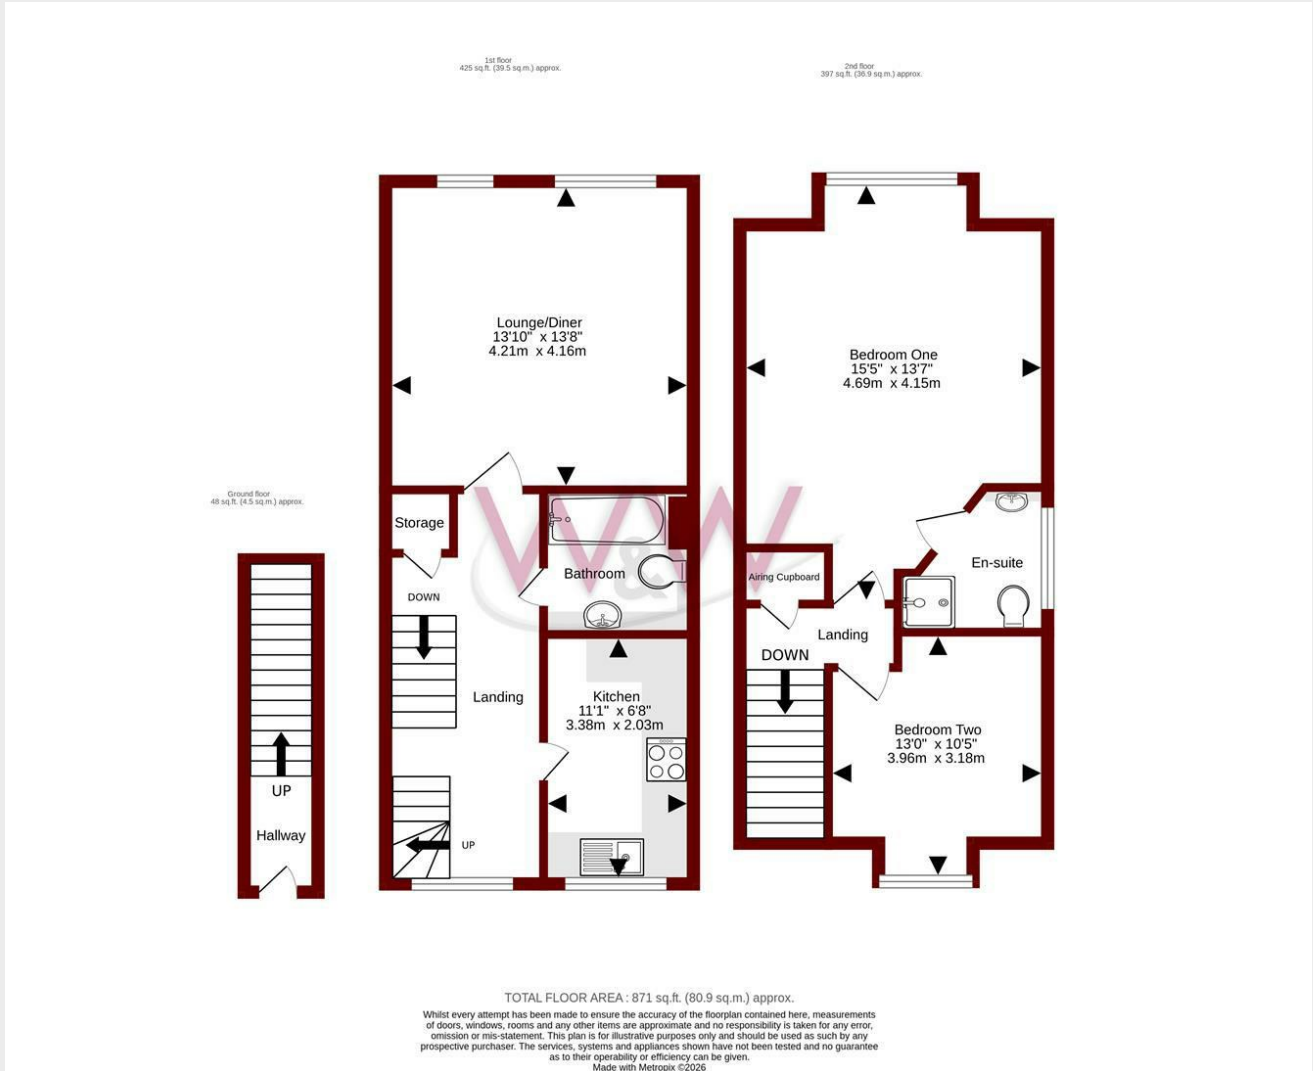 1st floor
425 sq.ft. (39.5 sq.m.) approx.
2nd floor
397 sq.ft. (36.9 sq.m.) approx.
Ground floor
48 sq.ft. (4.5 sq.m.) approx.
Lounge/Diner
13'10" x 13'8"
4.21m x 4.16m
Storage
DOWN
Bathroom
Landing
Kitchen
11'1" x 6'8"
3.38m x 2.03m
UP
UP
Hallway
Bedroom One
15'5" x 13'7"
4.69m x 4.15m
En-suite
Airing Cupboard
Landing
DOWN
Bedroom Two
13'0" x 10'5"
3.96m x 3.18m
W&W
TOTAL FLOOR AREA : 871 sq.ft. (80.9 sq.m.) approx.
Whilst every attempt has been made to ensure the accuracy of the floorplan contained here, measurements
of doors, windows, rooms and any other items are approximate and no responsibility is taken for any error,
omission or mis-statement. This plan is for illustrative purposes only and should be used as such by any
prospective purchaser. The services, systems and appliances shown have not been tested and no guarantee
as to their operability or efficiency can be given.
Made with Metropix ©2026